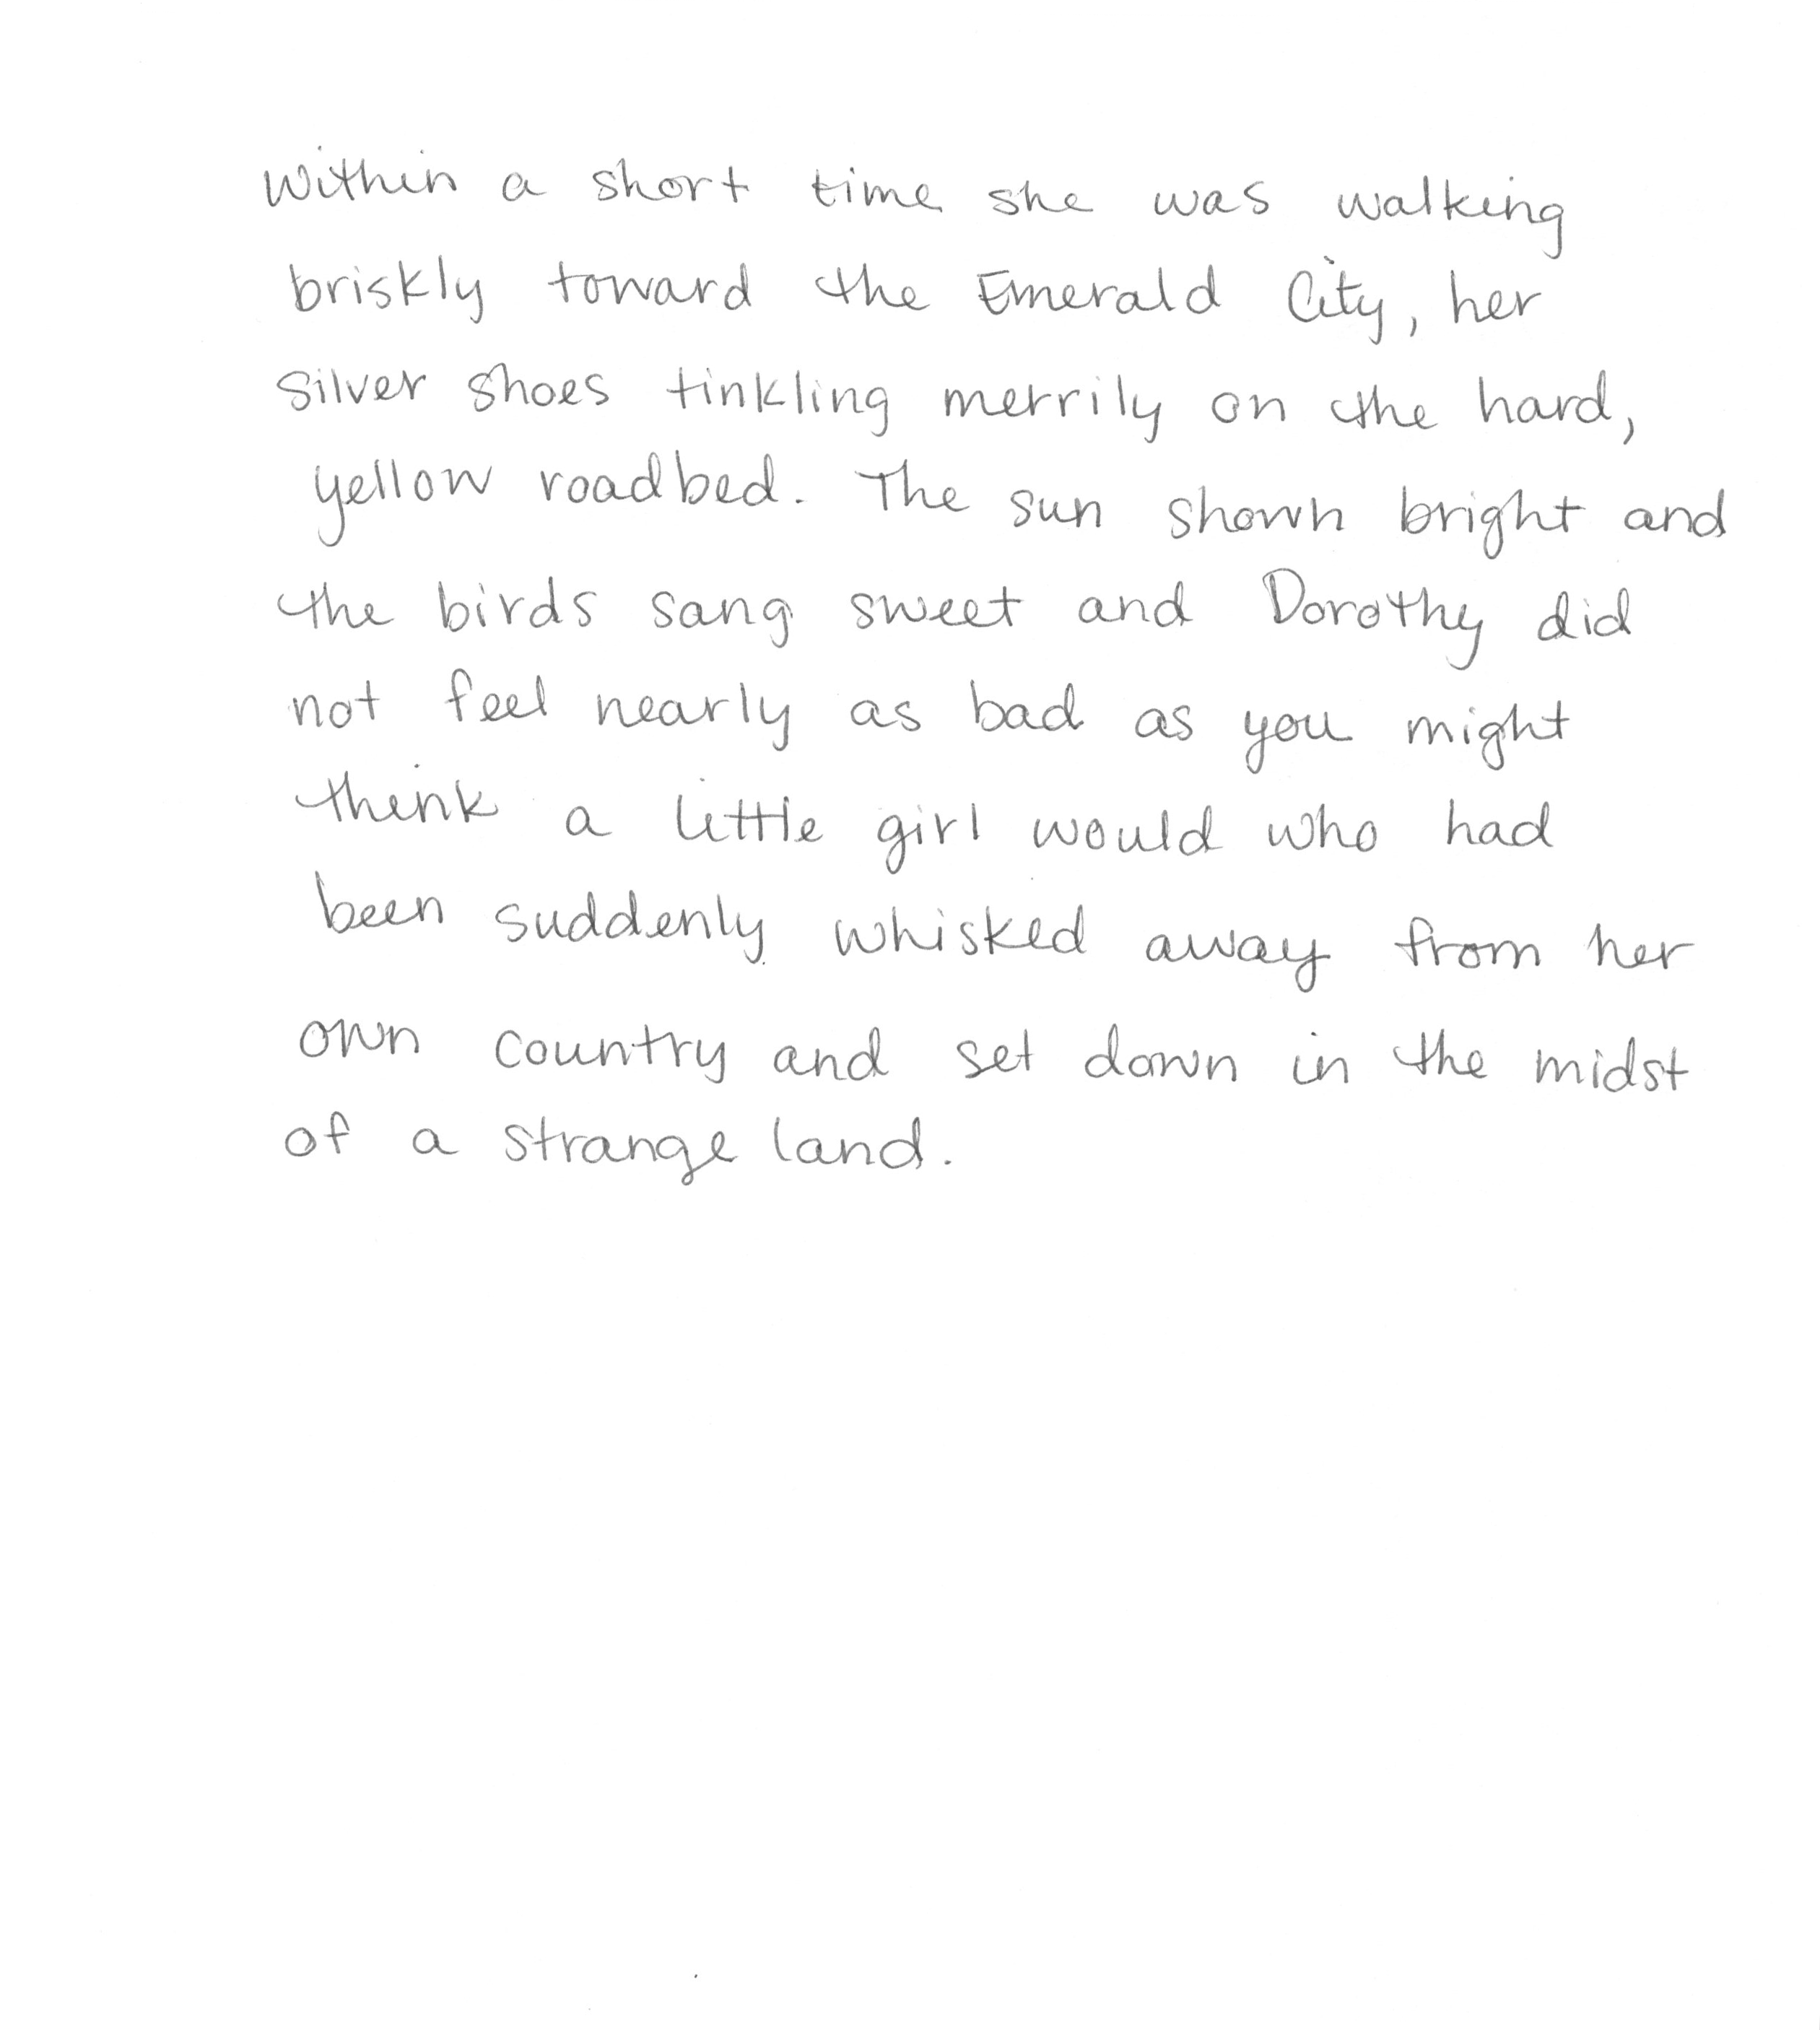 Within a short time she was walking
briskly toward the Emerald City, her
silver shoes tinkling merrily on the hard,
yellow roadbed. The sun shown bright and
the birds sang sweet and Dorothy did
not feel nearly as bad as you might
think a little girl would who had
been suddenly whisked away from her
own country and set down in the midst
of a strange land.